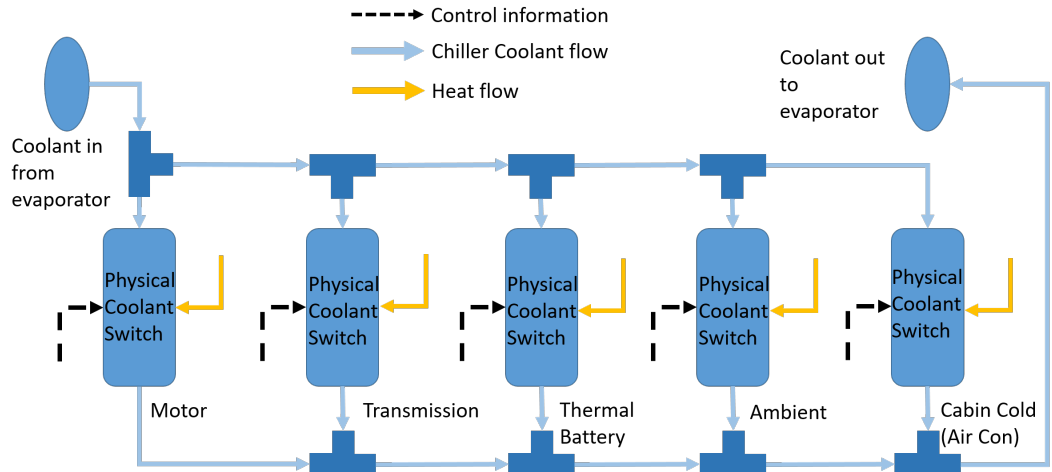 Control information
Chiller Coolant flow
Heat flow
Coolant in
from
evaporator
Coolant out
to
evaporator
Physical
Coolant
Switch
Physical
Coolant
Switch
Physical
Coolant
Switch
Physical
Coolant
Switch
Physical
Coolant
Switch
Motor
Transmission
Thermal
Battery
Ambient
Cabin Cold
(Air Con)